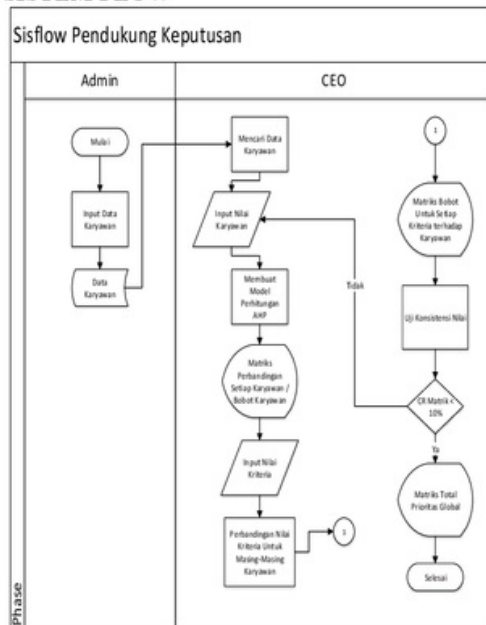 Sisflow Pendukung Keputusan
Admin
CEO
Mulai
Input Data
Karyawan
Data
Karyawan
Mencari Data
Karyawan
Input Nilai
Karyawan
Membuat
Model
Perhitungan
AHP
Matriks
Perbandingan
Setiap Karyawan /
Bobot Karyawan
Input Nilai
Kriteria
Perbandingan Nilai
Kriteria Untuk
Masing-Masing
Karyawan
1
1
Matriks Bobot
Untuk Setiap
Kriteria terhadap
Karyawan
Uji Konsistensi Nilai
CR Matrik <
10%
Tidak
Ya
Matriks Total
Prioritas Global
Selesai
Phase